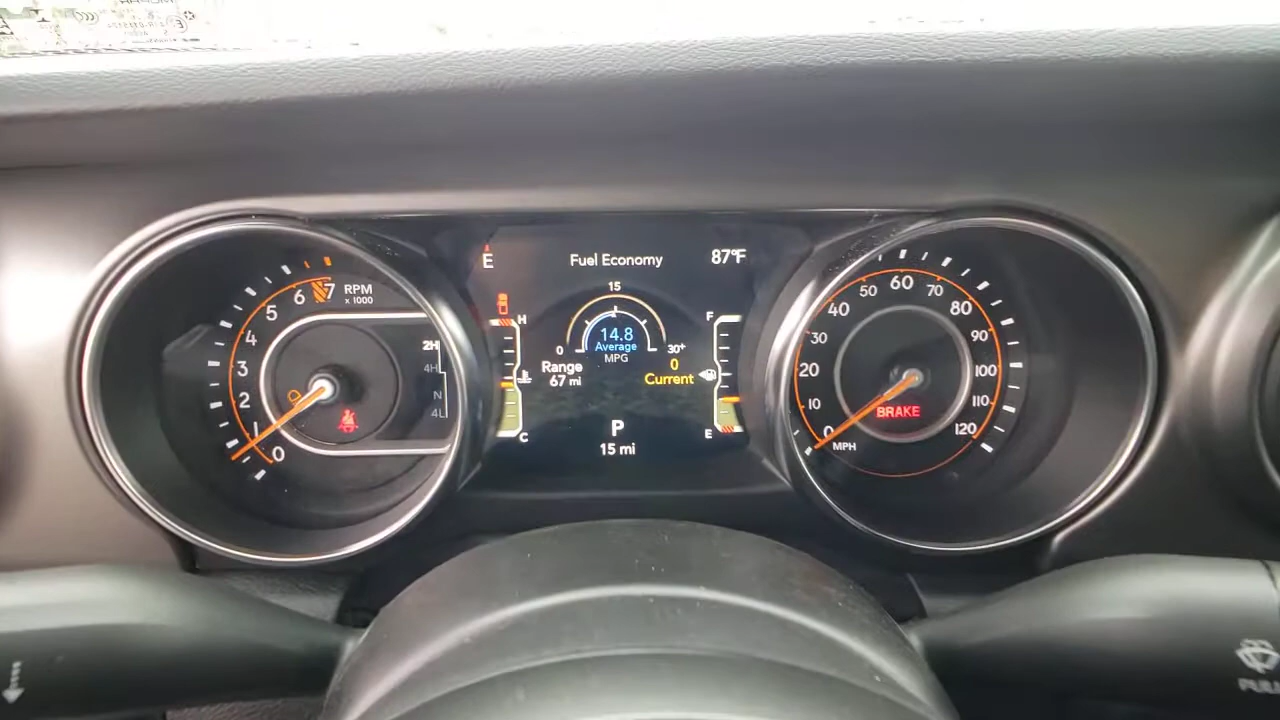 E
Fuel Economy
87°F
15
14.8
Average
MPG
0
30+
Range
67 mi
0
Current
H
C
F
E
P
15 mi
RPM
x 1000
0
1
2
3
4
5
6
7
2H
4H
N
4L
0
10
20
30
40
50
60
70
80
90
100
110
120
MPH
BRAKE